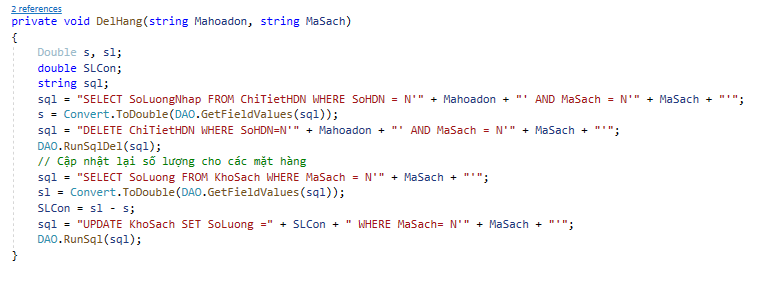 2 references
private void DelHang(string Mahoadon, string MaSach)
{
Double s, sl;
double SLCon;
string sql;
sql = "SELECT SoLuongNhap FROM ChiTietHDN WHERE SoHDN = N'" + Mahoadon + "' AND MaSach = N'" + MaSach + "'";
s = Convert.ToDouble(DAO.GetFieldValues(sql));
sql = "DELETE ChiTietHDN WHERE SoHDN=N'" + Mahoadon + "' AND MaSach = N'" + MaSach + "'";
DAO.RunSqlDel(sql);
// Cập nhật lại số lượng cho các mặt hàng
sql = "SELECT SoLuong FROM KhoSach WHERE MaSach = N'" + MaSach + "'";
sl = Convert.ToDouble(DAO.GetFieldValues(sql));
SLCon = sl - s;
sql = "UPDATE KhoSach SET SoLuong =" + SLCon + " WHERE MaSach= N'" + MaSach + "'";
DAO.RunSql(sql);
}